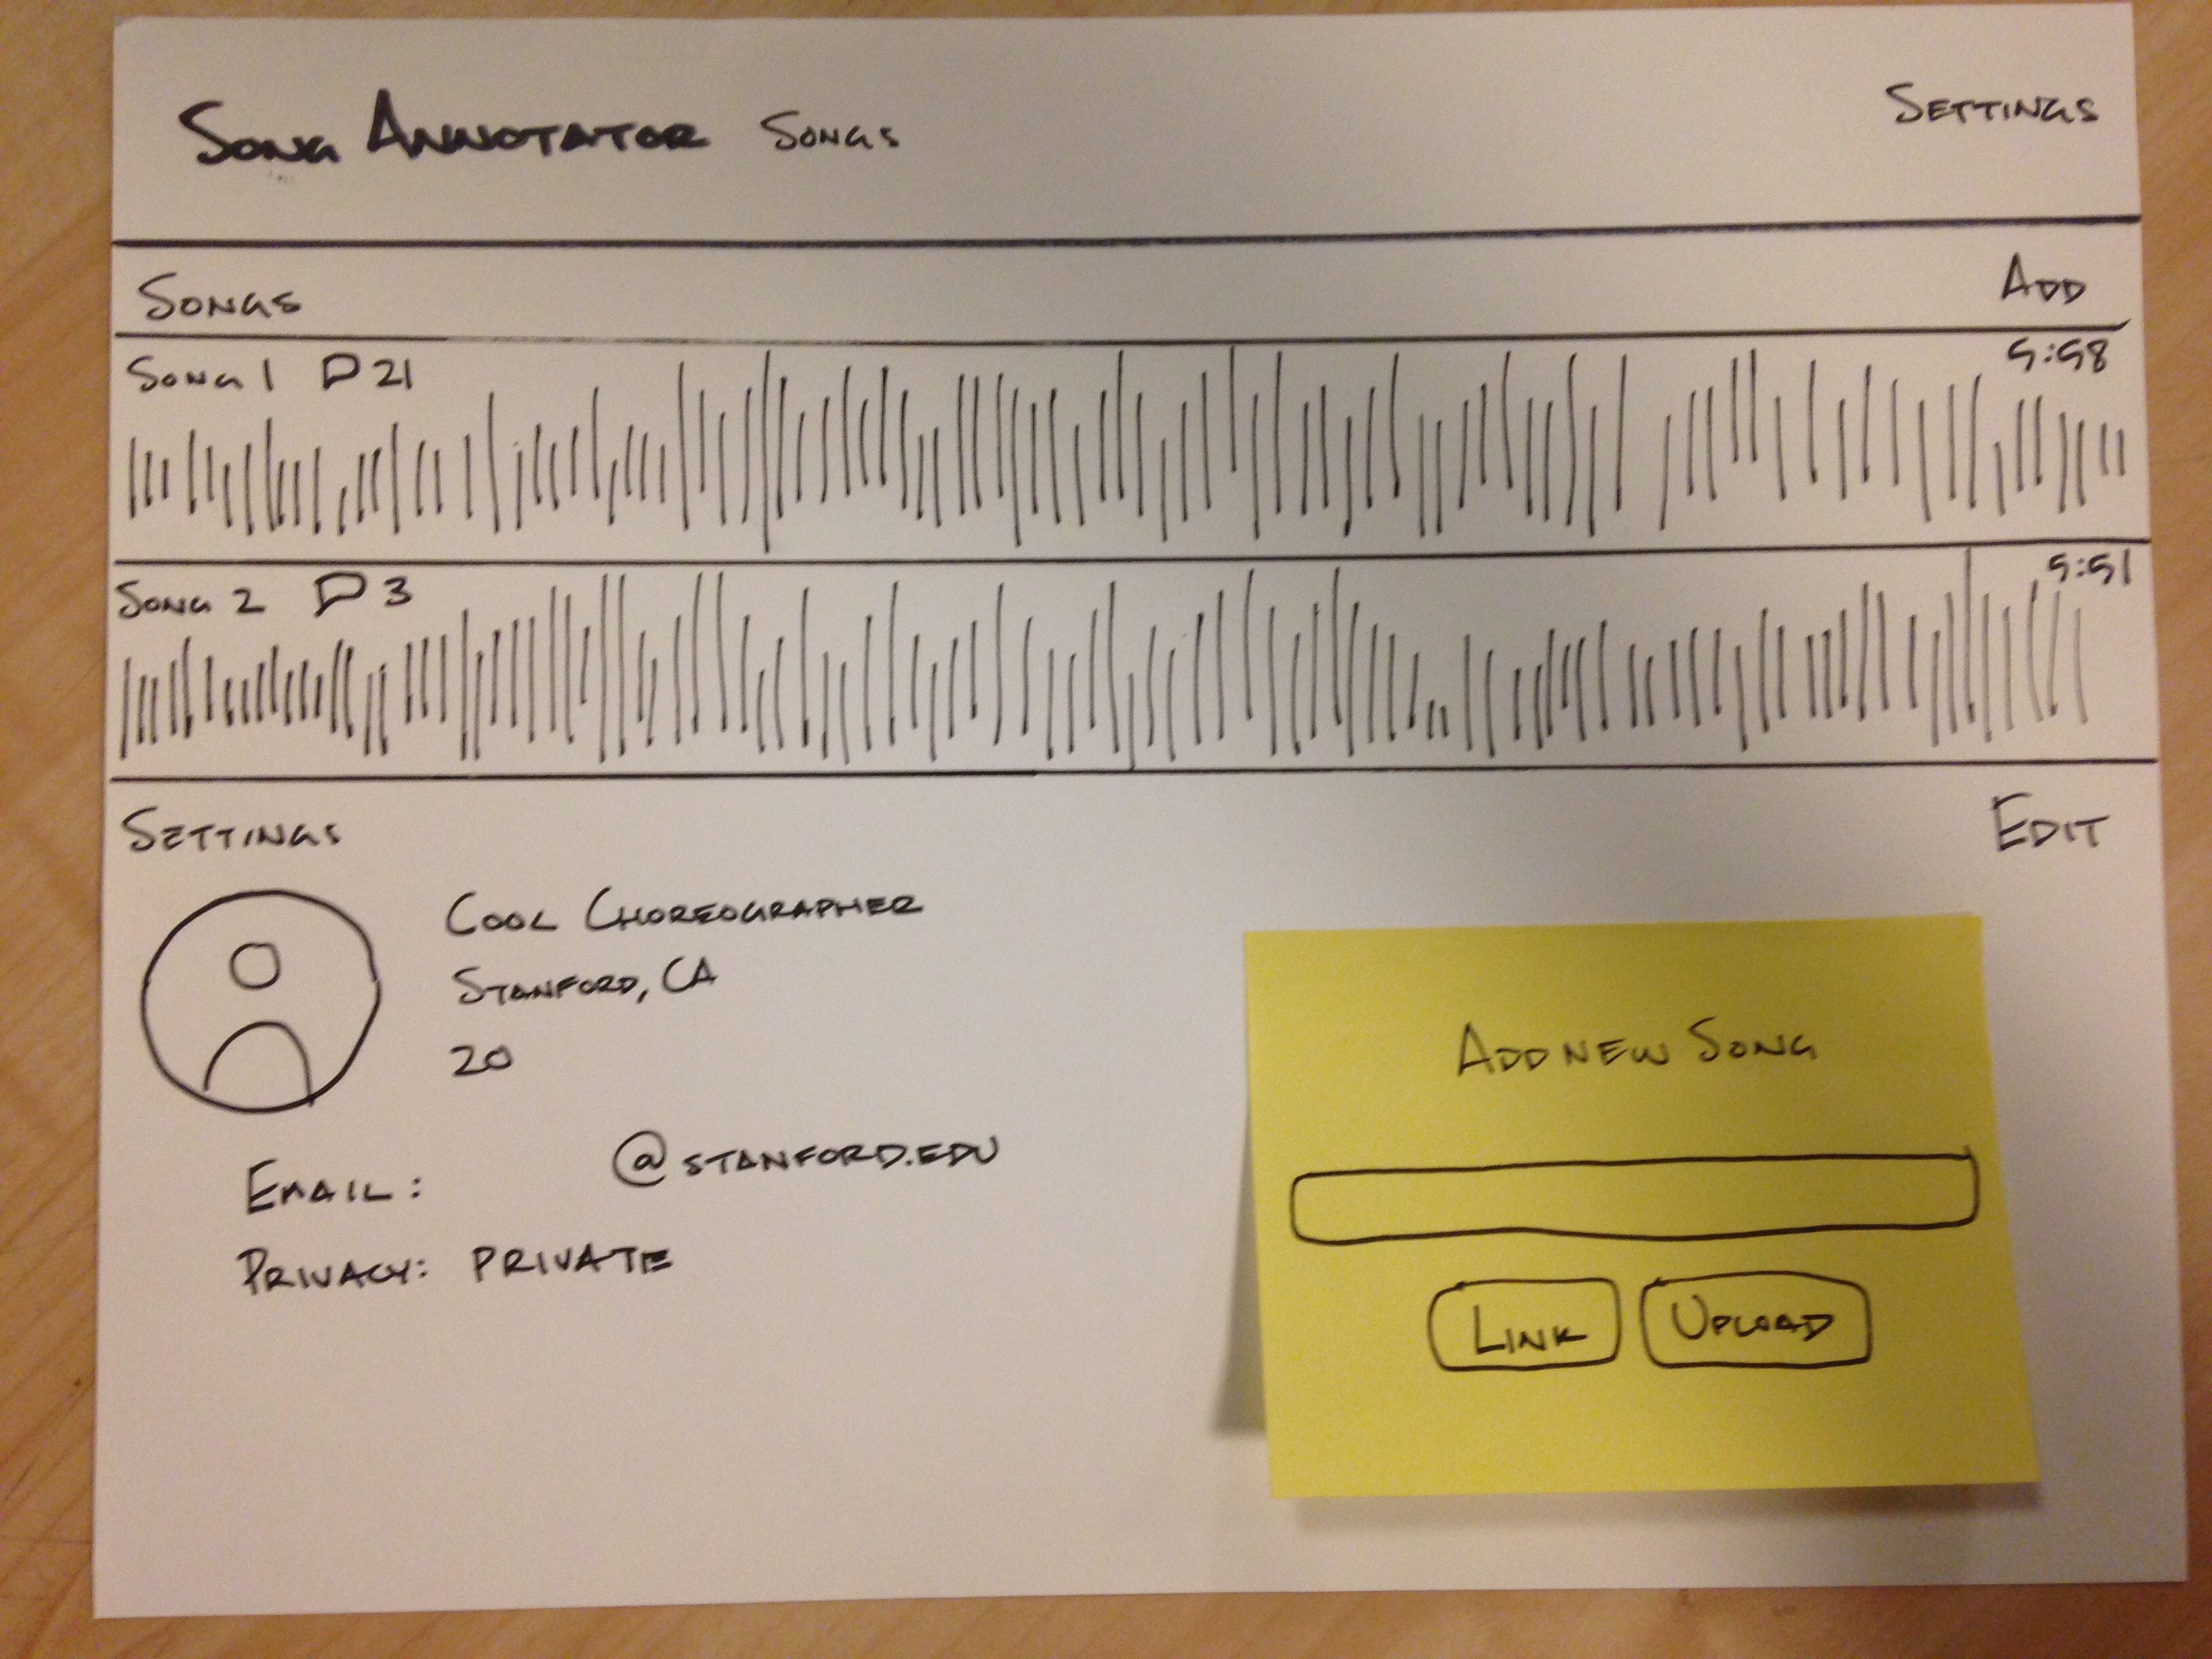 SONG ANNOTATOR SONGS SETTINGS
SONGS ADD
SONG 1 21 5:58
SONG 2 3 5:51
SETTINGS EDIT
COOL CHOREOGRAPHER
STANFORD, CA
20
EMAIL: @STANFORD.EDU
PRIVACY: PRIVATE
ADD NEW SONG
LINK UPLOAD